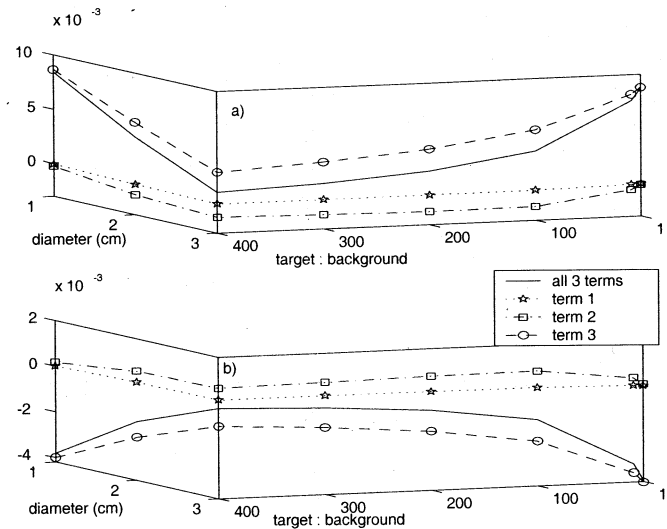 x 10 -3
10
5
0
a)
1
2
3
400
300
200
100
1
diameter (cm)
target : background
x 10 -3
all 3 terms
term 1
term 2
term 3
2
0
-2
-4
b)
1
2
3
400
300
200
100
1
diameter (cm)
target : background